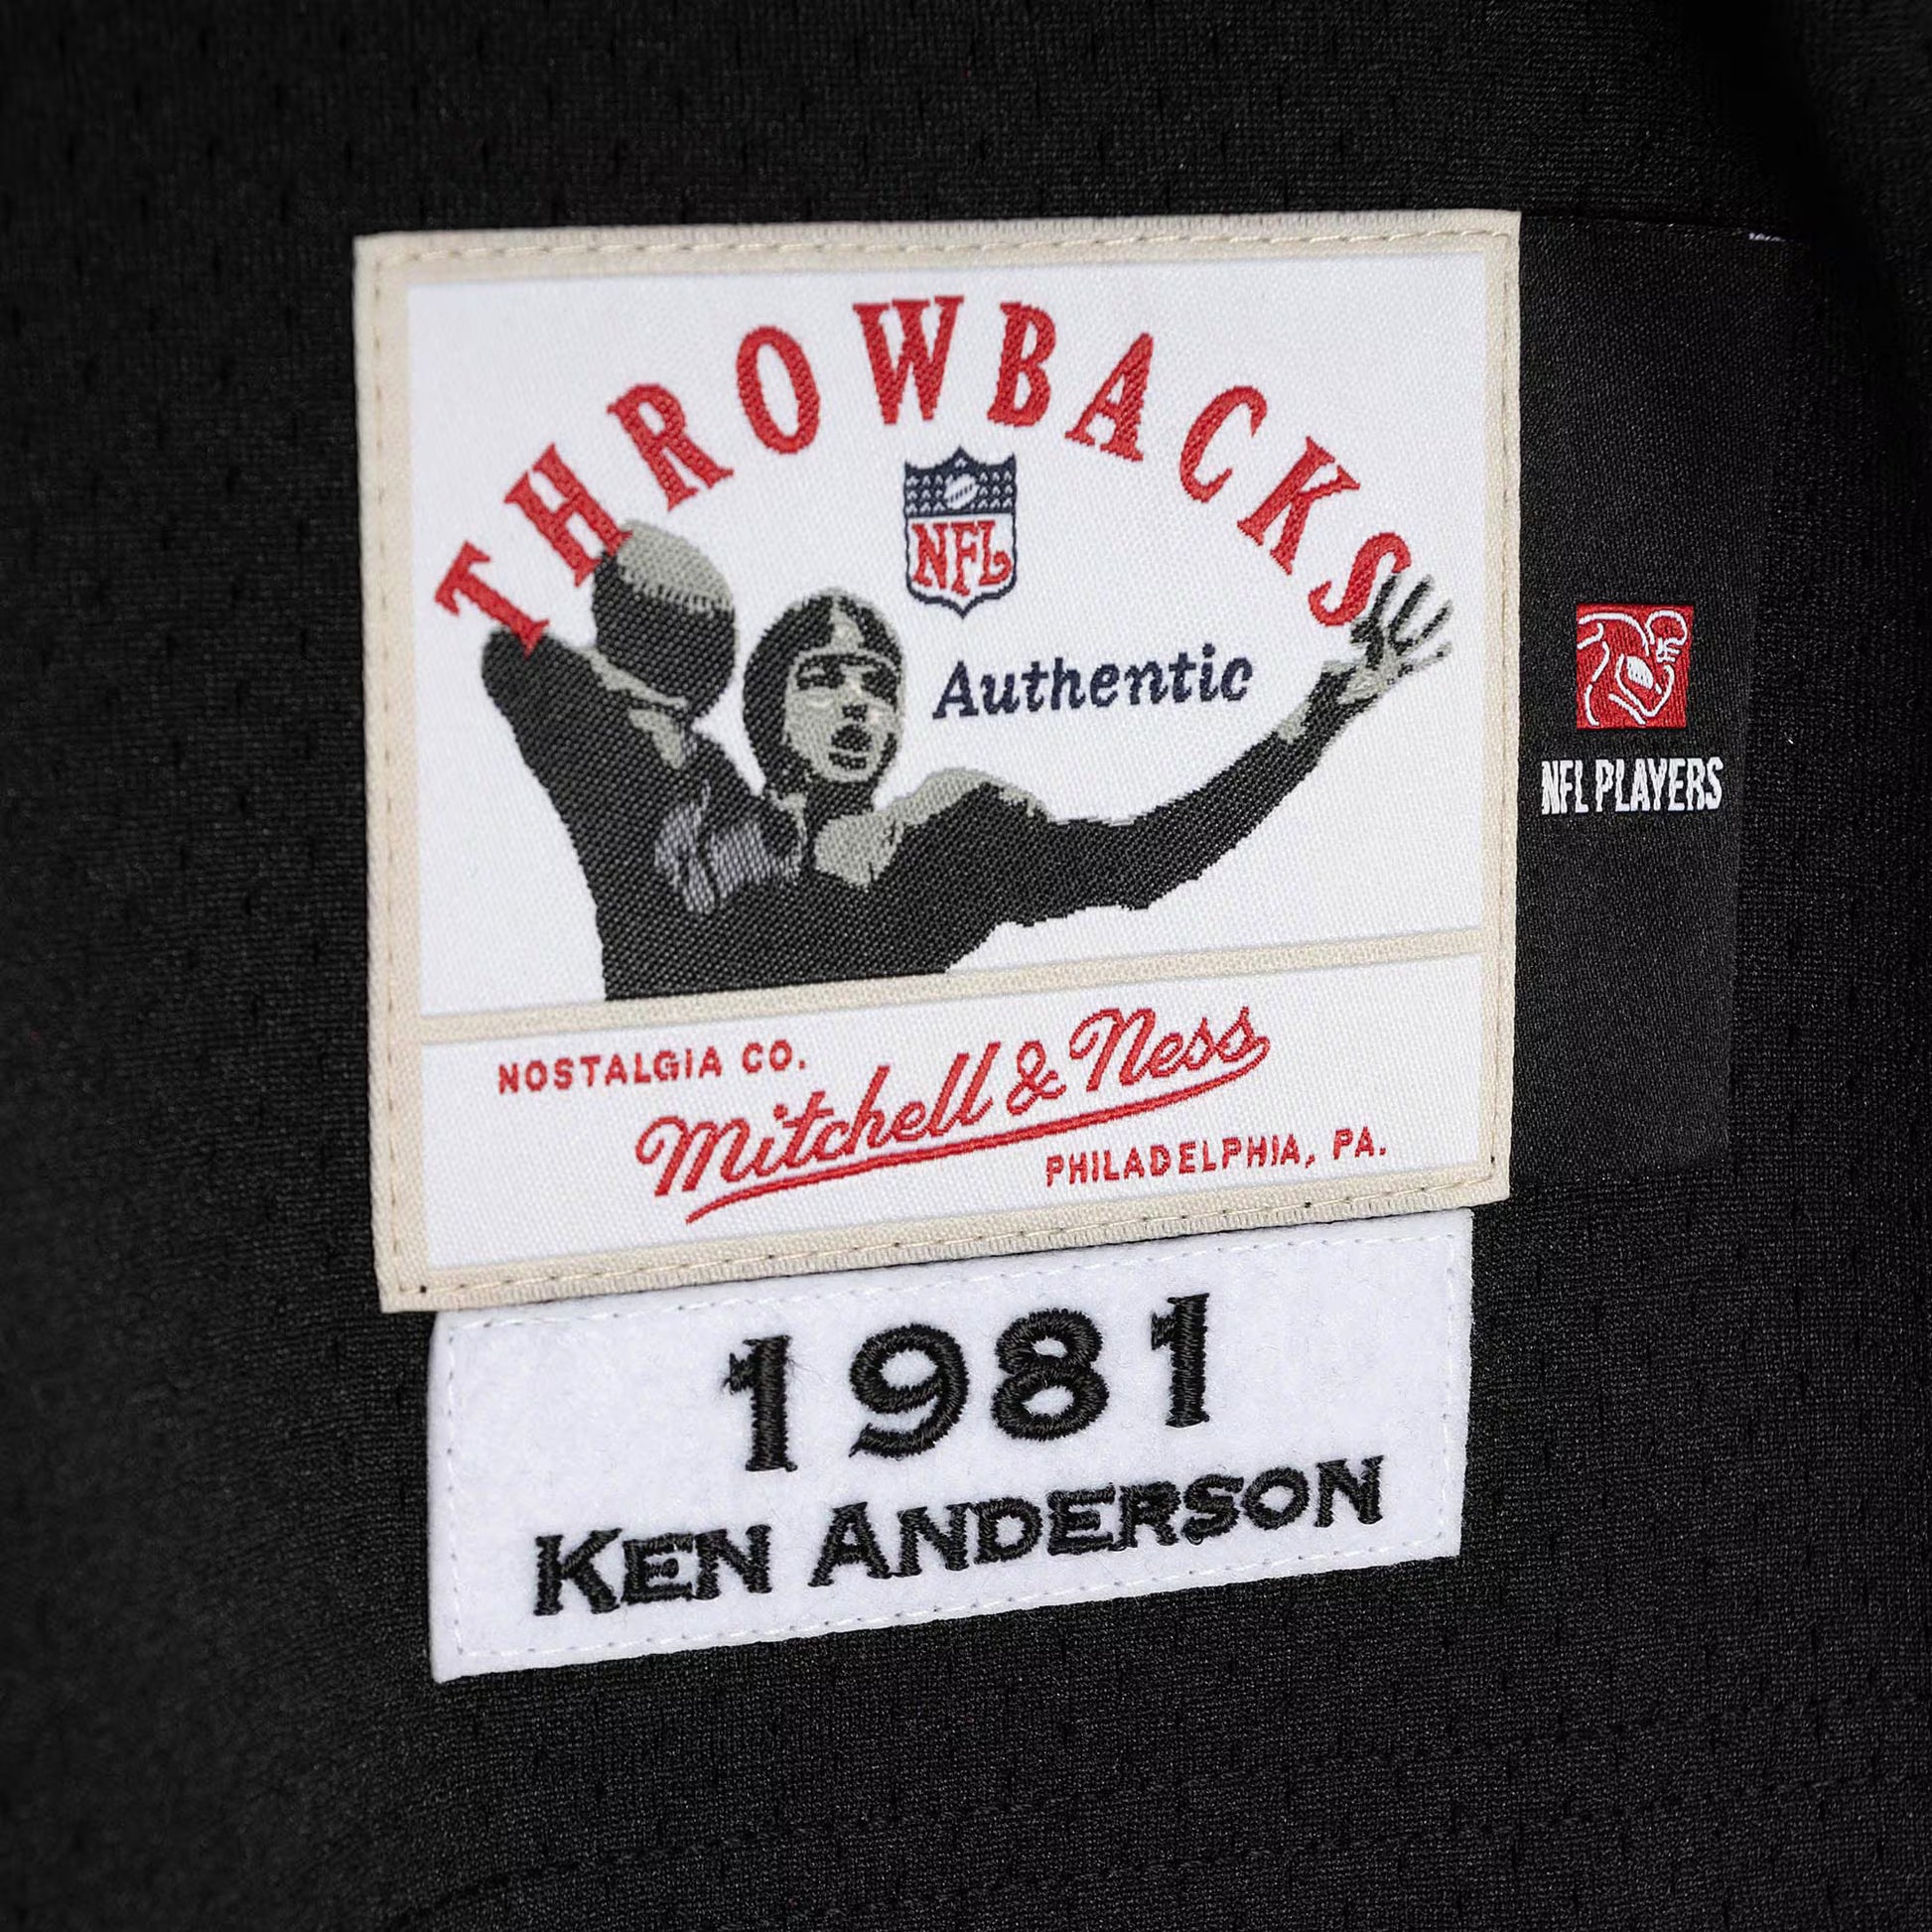 THROWBACKS
NFL
Authentic
NFL PLAYERS
NOSTALGIA CO.
Mitchell & Ness
PHILADELPHIA, PA.
1981
KEN ANDERSON